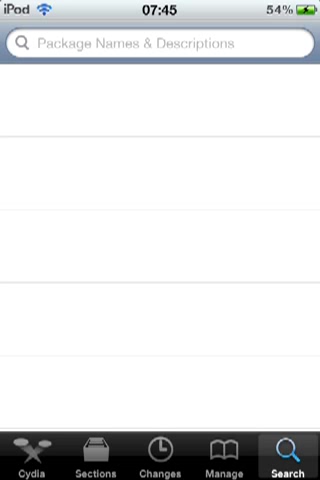 iPod 07:45 54%
Package Names & Descriptions
Cydia Sections Changes Manage Search